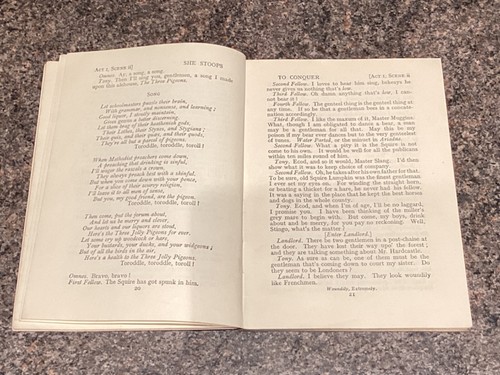 ACT I, SCENE II]
SHE STOOPS
Omnes. Ay, a song, a song.
Tony. Then I'll sing you, gentlemen, a song I made
upon this alehouse, The Three Pigeons.
SONG
Let schoolmasters puzzle their brain,
With grammar, and nonsense, and learning;
Good liquor, I stoutly maintain,
Gives genius a better discerning.
Let them brag of their heathenish gods,
Their Lethes, their Styxes, and Stygians;
Their quis, and their quæs, and their quods,
They're all but a parcel of Pigeons.
Toroddle, toroddle, toroll!
When Methodist preachers come down,
A preaching that drinking is sinful,
I'll wager the rascals a crown,
They always preach best with a skinful.
But when you come down with your pence,
For a slice of their scurvy religion,
I'll leave it to all men of sense,
But you, my good friend, are the pigeon.
Toroddle, toroddle, toroll!
Then come, put the jorum about,
And let us be merry and clever,
Our hearts and our liquors are stout,
Here's the Three Jolly Pigeons for ever.
Let some cry up woodcock or hare,
Your bustards, your ducks, and your widgeons;
But of all the birds in the air,
Here's a health to the Three Jolly Pigeons.
Toroddle, toroddle, toroll!
Omnes. Bravo, bravo!
First Fellow. The Squire has got spunk in him.
20
TO CONQUER
[ACT I, SCENE II
Second Fellow. I loves to hear him sing, bekeays he
never gives us nothing that's low.
Third Fellow. Oh damn anything that's low, I can-
not bear it!
Fourth Fellow. The genteel thing is the genteel thing at
any time. If so be that a gentleman bees in a concate-
nation accordingly.
Third Fellow. I like the maxum of it, Master Muggins.
What, though I am obligated to dance a bear, a man
may be a gentleman for all that. May this be my
poison if my bear ever dances but to the very genteelest
of tunes. Water Parted, or the minuet in Ariadne.
Second Fellow. What a pity it is the Squire is not
come to his own. It would be well for all the publicans
within ten miles round of him.
Tony. Ecod, and so it would, Master Slang. I'd then
show what it was to keep choice of company.
Second Fellow. Oh, he takes after his own father for that.
To be sure, old Squire Lumpkin was the finest gentleman
I ever set my eyes on. For winding the straight horn,
or beating a thicket for a hare, he never had his fellow.
It was a saying in the place that he kept the best horses
and dogs in the whole county.
Tony. Ecod, and when I'm of age, I'll be no
I promise you. I have been thinking of the miller's
grey mare to begin with. But come, my boys, drink
about and be merry, for you pay no reckoning. Well,
Stingo, what's the matter?
[Enter Landlord.]
Landlord. There be two gentlemen in a post-chaise at
the door. They have lost their way upo' the forest;
and they are talking something about Mr. Hardcastle.
Tony. As sure as can be, one of them must be the
gentleman that's coming down to court my sister. Do
they seem to be Londoners?
Landlord. I believe they may. They look woundily
like Frenchmen.
Woundily, Extremely.
21